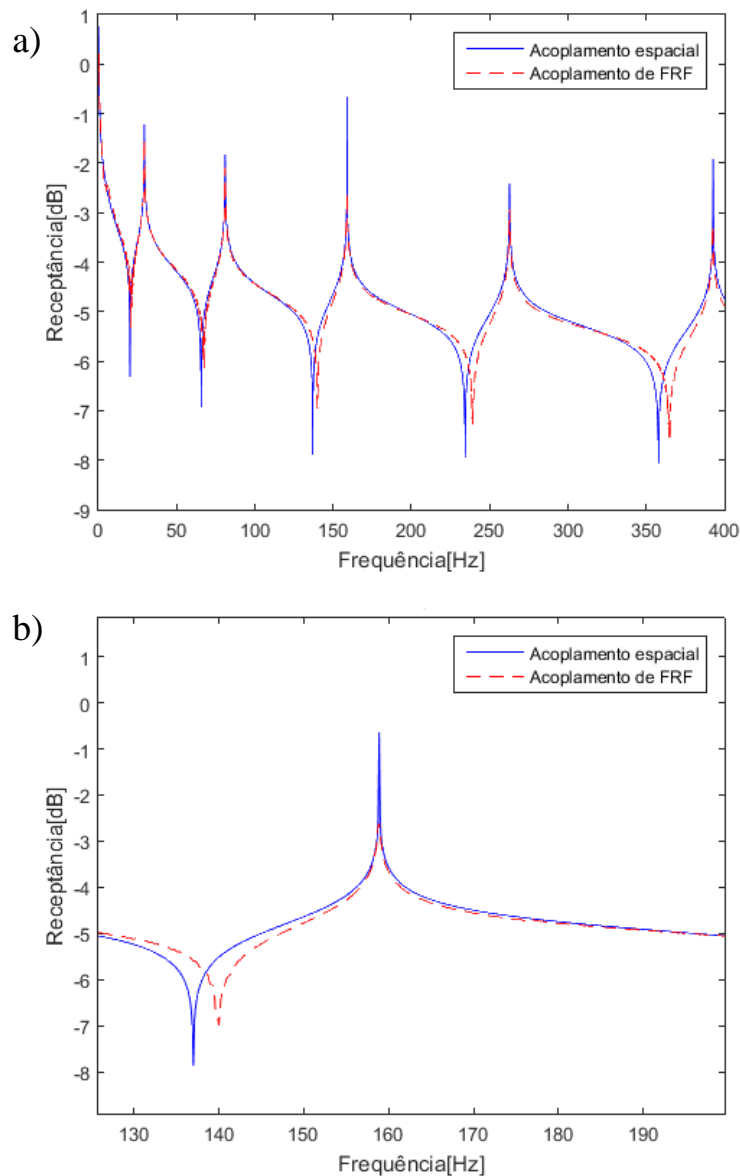 a)
1
0
-1
-2
-3
-4
-5
-6
-7
-8
-9
Receptância[dB]
Acoplamento espacial
Acoplamento de FRF
0 50 100 150 200 250 300 350 400
Frequência[Hz]
b)
1
0
-1
-2
-3
-4
-5
-6
-7
-8
Receptância[dB]
Acoplamento espacial
Acoplamento de FRF
130 140 150 160 170 180 190
Frequência[Hz]